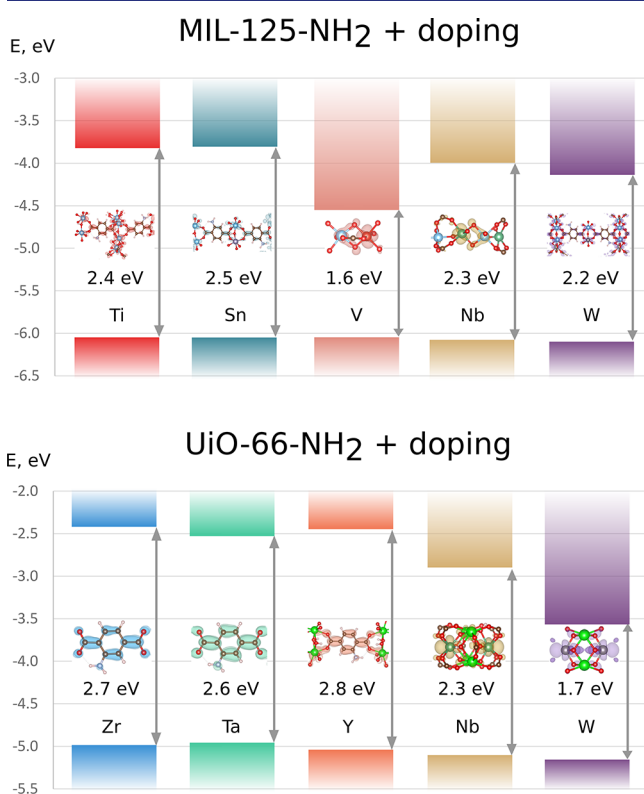 MIL-125-NH2 + doping
E, eV
-3.0
-3.5
-4.0
-4.5
-5.0
-5.5
-6.0
-6.5
2.4 eV 2.5 eV 1.6 eV 2.3 eV 2.2 eV
Ti Sn V Nb W
UiO-66-NH2 + doping
E, eV
-2.0
-2.5
-3.0
-3.5
-4.0
-4.5
-5.0
-5.5
2.7 eV 2.6 eV 2.8 eV 2.3 eV 1.7 eV
Zr Ta Y Nb W